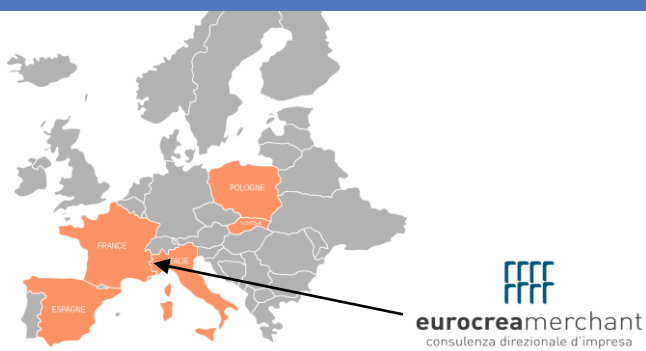 POLOGNE
SLOVAQUIE
FRANCE
ITALIE
ESPAGNE
eurocreamerchant
consulenza direzionale d'impresa